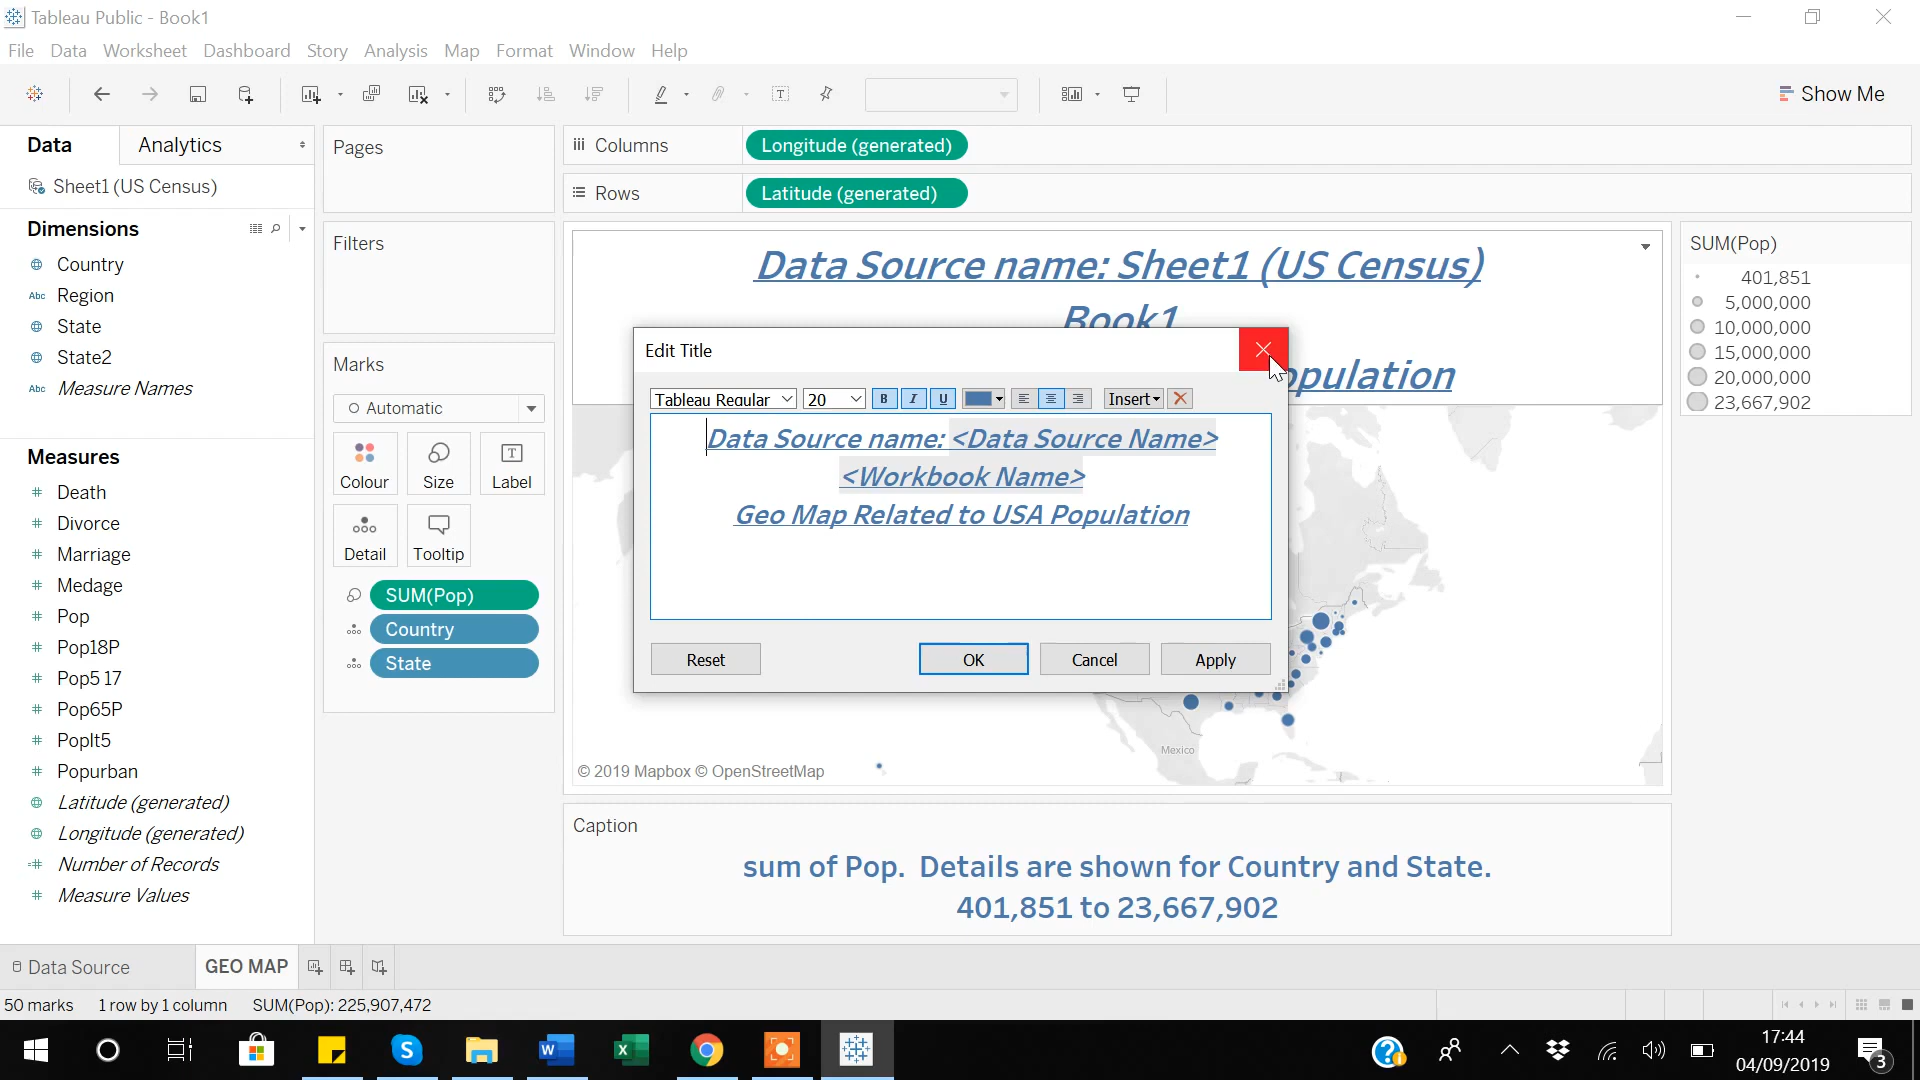 Tableau Public - Book1
File Data Worksheet Dashboard Story Analysis Map Format Window Help
Show Me
Data Analytics
Sheet1 (US Census)
Dimensions
Country
Abc Region
State
State2
Abc Measure Names
Measures
Death
Divorce
Marriage
Medage
Pop
Pop18P
Pop5 17
Pop65P
PopIt5
Popurban
Latitude (generated)
Longitude (generated)
Number of Records
Measure Values
Pages
Filters
Marks
Automatic
Colour Size Label
Detail Tooltip
SUM(Pop)
Country
State
Columns Longitude (generated)
Rows Latitude (generated)
Data Source name: Sheet1 (US Census)
Book1
opulation
Edit Title
Tableau Regular 20 B I U Insert
Data Source name: <Data Source Name>
<Workbook Name>
Geo Map Related to USA Population
Reset OK Cancel Apply
Mexico
© 2019 Mapbox © OpenStreetMap
SUM(Pop)
401,851
5,000,000
10,000,000
15,000,000
20,000,000
23,667,902
Caption
sum of Pop.  Details are shown for Country and State.
401,851 to 23,667,902
Data Source GEO MAP
50 marks 1 row by 1 column SUM(Pop): 225,907,472
17:44
04/09/2019
3